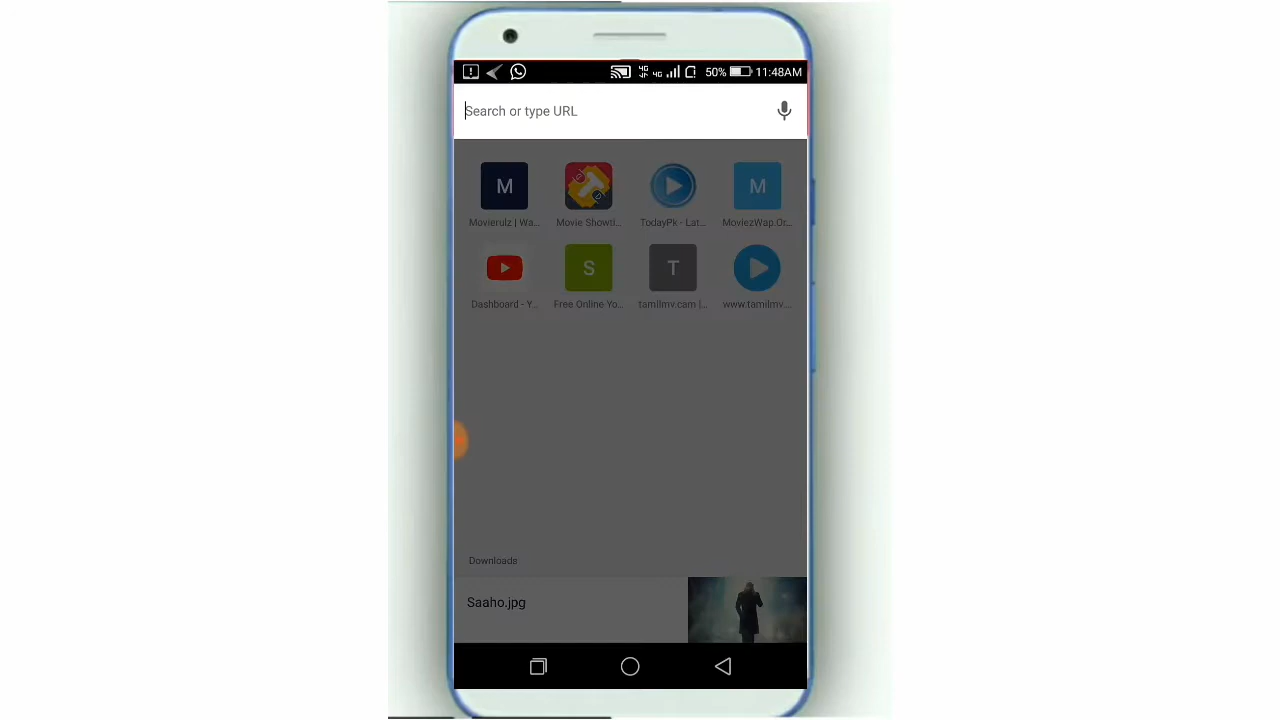 50% 11:48AM
Search or type URL
M M
Movierulz | Wa... Movie Showti... TodayPk - Lat... MoviezWap.Or...
S T
Dashboard - Y... Free Online Yo... tamilmv.cam |... www.tamilmv....
Downloads
Saaho.jpg